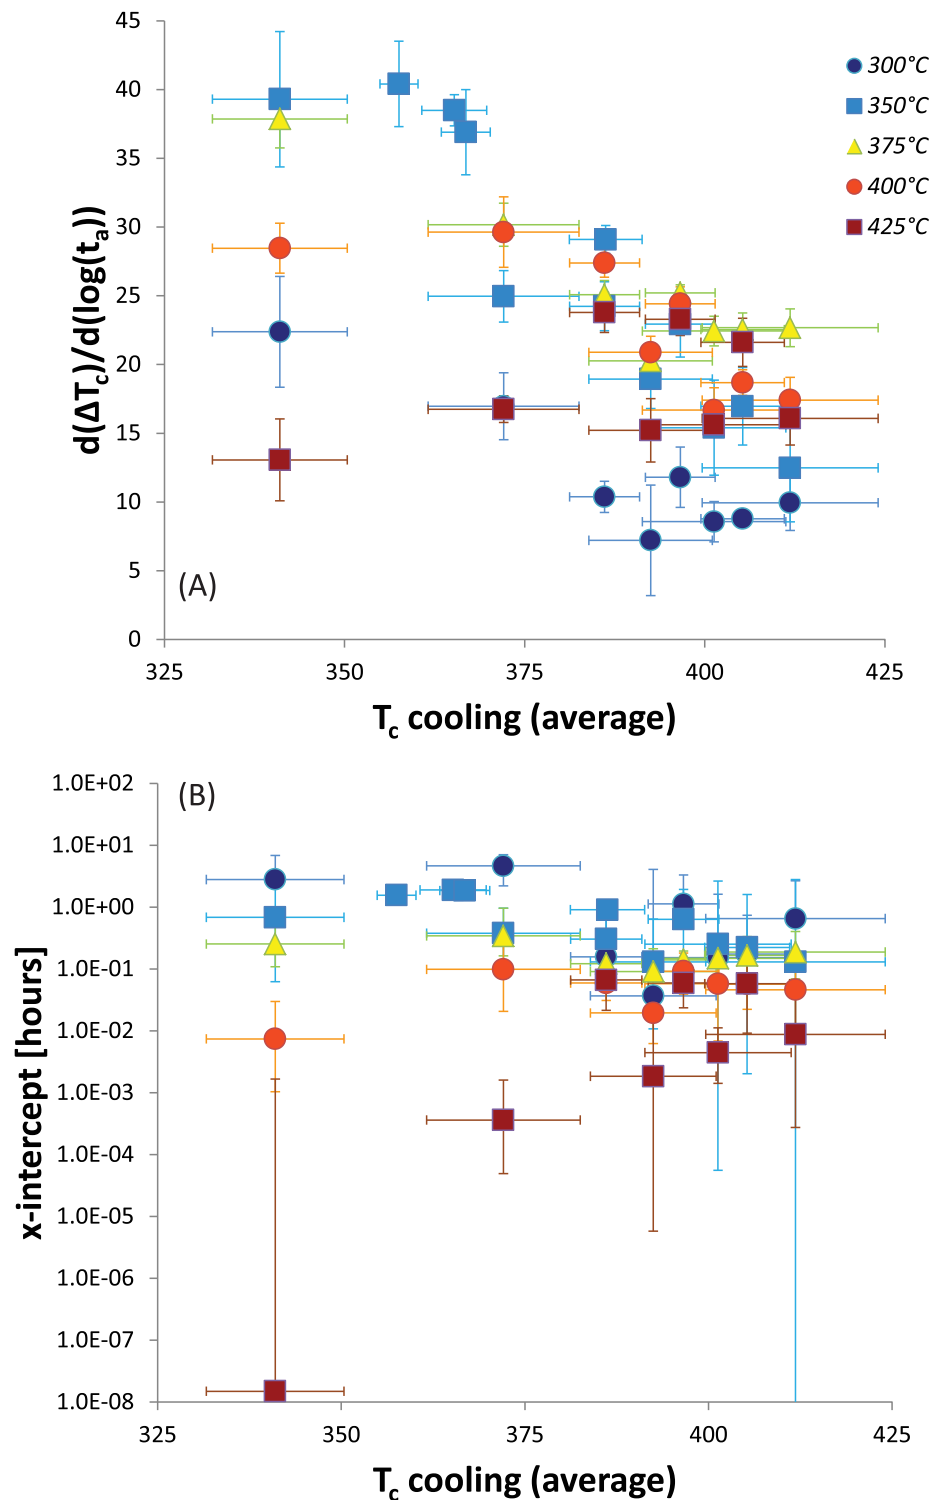 45
40
35
30
25
20
15
10
5
0
d(ΔTc)/d(log(ta))
300°C
350°C
375°C
400°C
425°C
(A)
325 350 375 400 425
Tc cooling (average)
1.0E+02
1.0E+01
1.0E+00
1.0E-01
1.0E-02
1.0E-03
1.0E-04
1.0E-05
1.0E-06
1.0E-07
1.0E-08
x-intercept [hours]
(B)
325 350 375 400 425
Tc cooling (average)